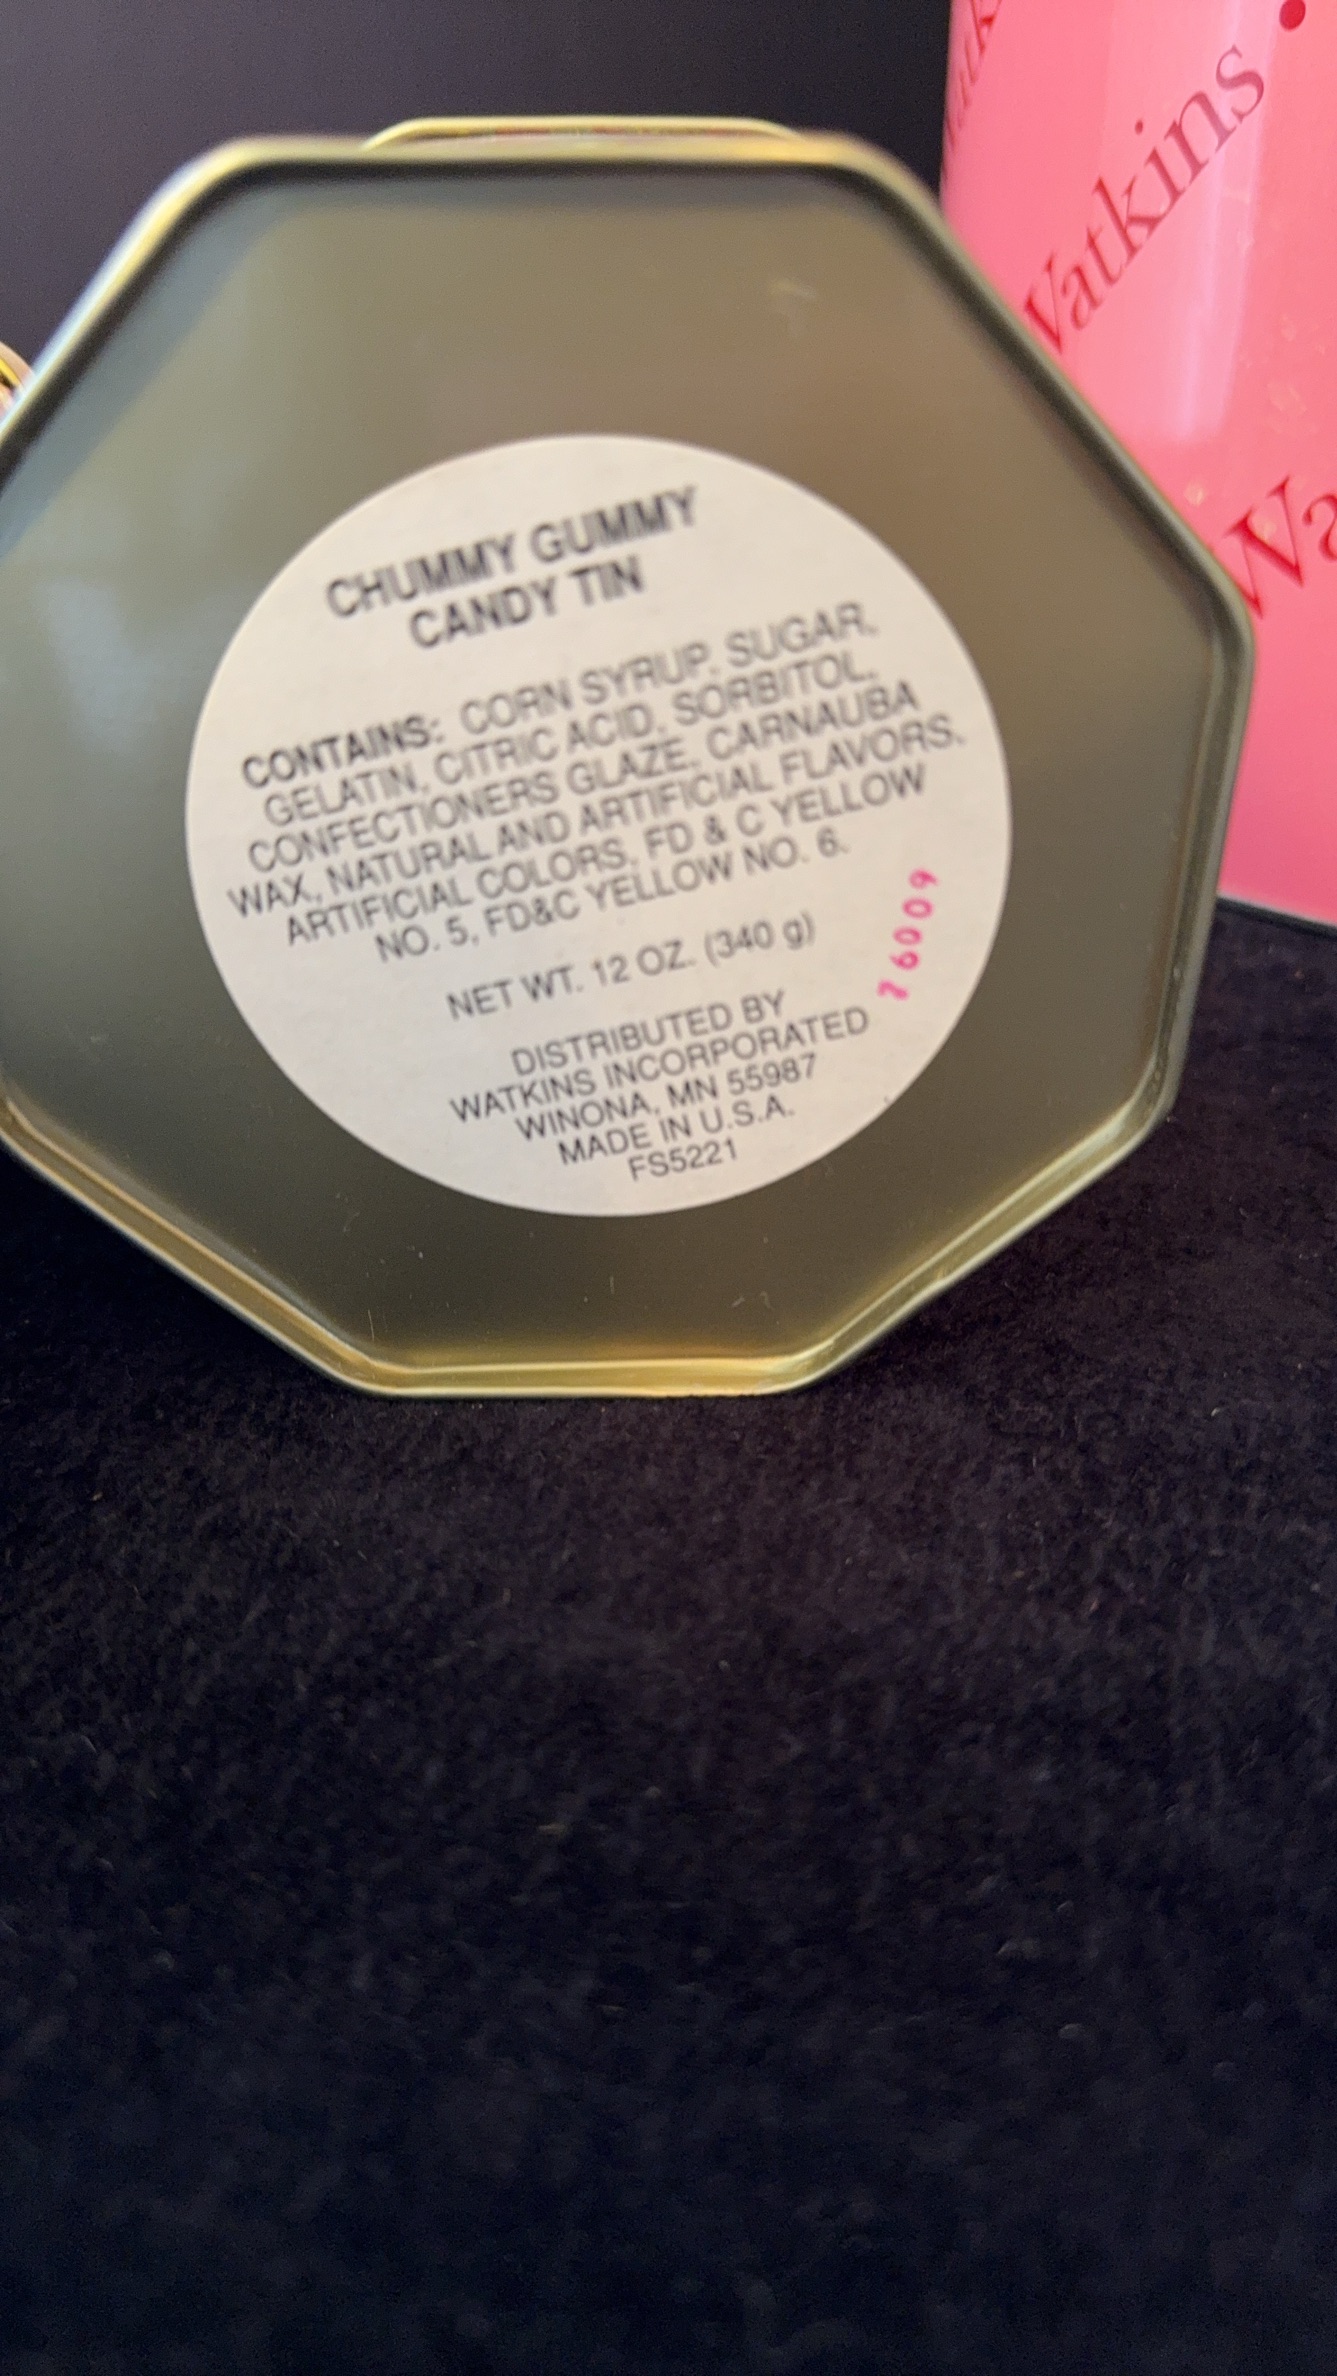 CHUMMY GUMMY
CANDY TIN
CONTAINS: CORN SYRUP, SUGAR,
GELATIN, CITRIC ACID, SORBITOL,
CONFECTIONERS GLAZE, CARNAUBA
WAX, NATURAL AND ARTIFICIAL FLAVORS,
ARTIFICIAL COLORS, FD & C YELLOW
NO. 5, FD&C YELLOW NO. 6.
NET WT. 12 OZ. (340 g)
DISTRIBUTED BY
WATKINS INCORPORATED
WINONA, MN 55987
MADE IN U.S.A.
FS5221
76009
Watkins